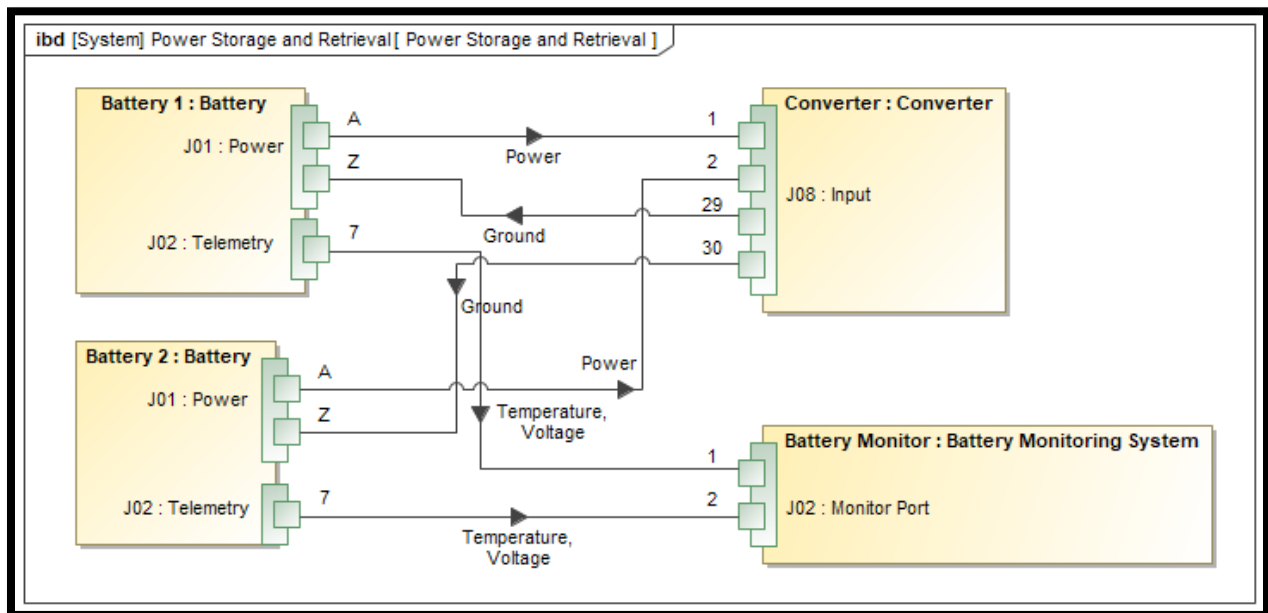 ibd [System] Power Storage and Retrieval[ Power Storage and Retrieval ]
Battery 1 : Battery
J01 : Power
J02 : Telemetry
A
Z
7
Power
Ground
Ground
1
2
29
30
Converter : Converter
J08 : Input
Battery 2 : Battery
J01 : Power
J02 : Telemetry
A
Z
7
Power
Temperature,
Voltage
Temperature,
Voltage
1
2
Battery Monitor : Battery Monitoring System
J02 : Monitor Port